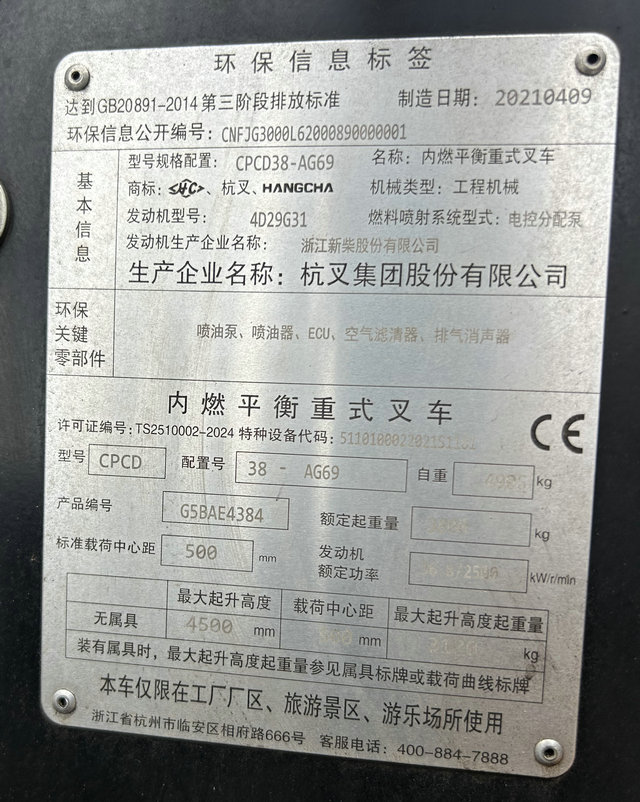 环保信息标签
达到GB20891-2014第三阶段排放标准 制造日期：20210409
环保信息公开编号：CNFJG3000L62000890000001
基本信息
型号规格配置：CPCD38-AG69 名称：内燃平衡重式叉车
商标：HC、杭叉、HANGCHA 机械类型：工程机械
发动机型号：4D29G31 燃料喷射系统型式：电控分配泵
发动机生产企业名称：浙江新柴股份有限公司
生产企业名称：杭叉集团股份有限公司
环保
关键
零部件
喷油泵、喷油器、ECU、空气滤清器、排气消声器
内燃平衡重式叉车
许可证编号：TS2510002-2024 特种设备代码： CE
型号 CPCD 配置号 38 - AG69 自重 kg
产品编号 G5BAE4384 额定起重量 kg
标准载荷中心距 500 mm 发动机
额定功率 kW/r/min
最大起升高度 载荷中心距 最大起升高度起重量
无属具 4500 mm mm kg
装有属具时，最大起升高度起重量参见属具标牌或载荷曲线标牌
本车仅限在工厂厂区、旅游景区、游乐场所使用
浙江省杭州市临安区相府路666号 客服电话：400-884-7888